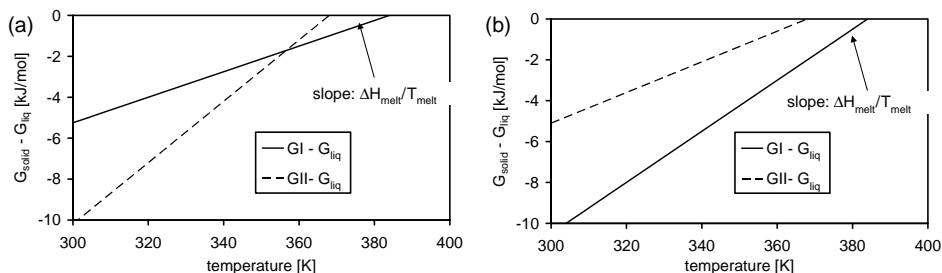 (a)
0
-2
-4
-6
-8
-10
G_solid - G_liq [kJ/mol]
slope: ΔH_melt/T_melt
GI - G_liq
GII- G_liq
300 320 340 360 380 400
temperature [K]
(b)
0
-2
-4
-6
-8
-10
G_solid - G_liq [kJ/mol]
slope: ΔH_melt/T_melt
GI - G_liq
GII- G_liq
300 320 340 360 380 400
temperature [K]